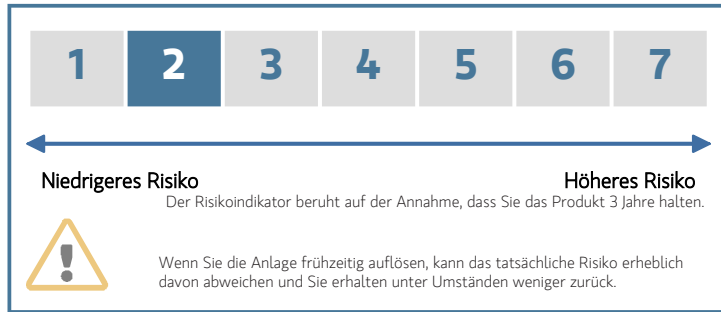 1 2 3 4 5 6 7
Niedrigeres Risiko Höheres Risiko
Der Risikoindikator beruht auf der Annahme, dass Sie das Produkt 3 Jahre halten.
Wenn Sie die Anlage frühzeitig auflösen, kann das tatsächliche Risiko erheblich
davon abweichen und Sie erhalten unter Umständen weniger zurück.